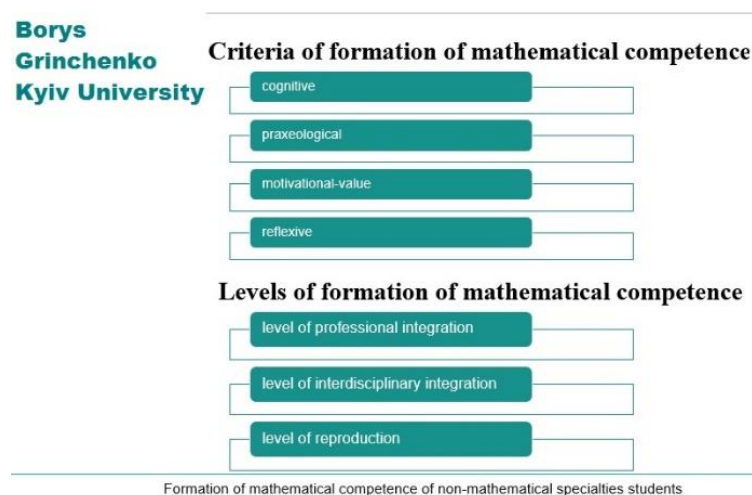 Borys
Grinchenko
Kyiv University
Criteria of formation of mathematical competence
cognitive
praxeological
motivational-value
reflexive
Levels of formation of mathematical competence
level of professional integration
level of interdisciplinary integration
level of reproduction
Formation of mathematical competence of non-mathematical specialties students